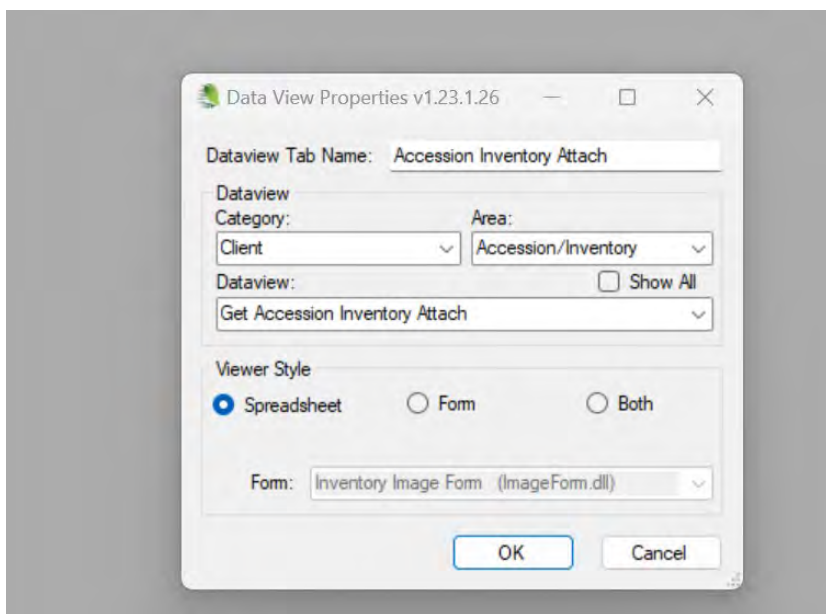 Data View Properties v1.23.1.26
Dataview Tab Name: Accession Inventory Attach
Dataview
Category: Area:
Client Accession/Inventory
Dataview: Show All
Get Accession Inventory Attach
Viewer Style
Spreadsheet Form Both
Form: Inventory Image Form (ImageForm.dll)
OK Cancel